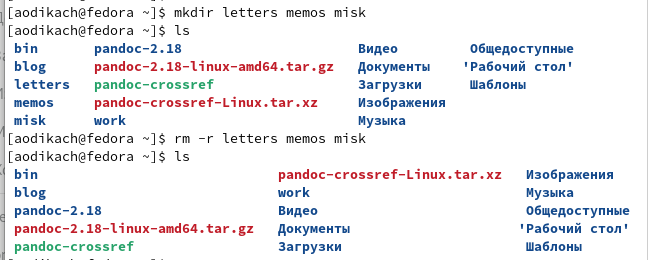 [aodikach@fedora ~]$ mkdir letters memos misk
[aodikach@fedora ~]$ ls
bin pandoc-2.18 Видео Общедоступные
blog pandoc-2.18-linux-amd64.tar.gz Документы 'Рабочий стол'
letters pandoc-crossref Загрузки Шаблоны
memos pandoc-crossref-Linux.tar.xz Изображения
misk work Музыка
[aodikach@fedora ~]$ rm -r letters memos misk
[aodikach@fedora ~]$ ls
bin pandoc-crossref-Linux.tar.xz Изображения
blog work Музыка
pandoc-2.18 Видео Общедоступные
pandoc-2.18-linux-amd64.tar.gz Документы 'Рабочий стол'
pandoc-crossref Загрузки Шаблоны